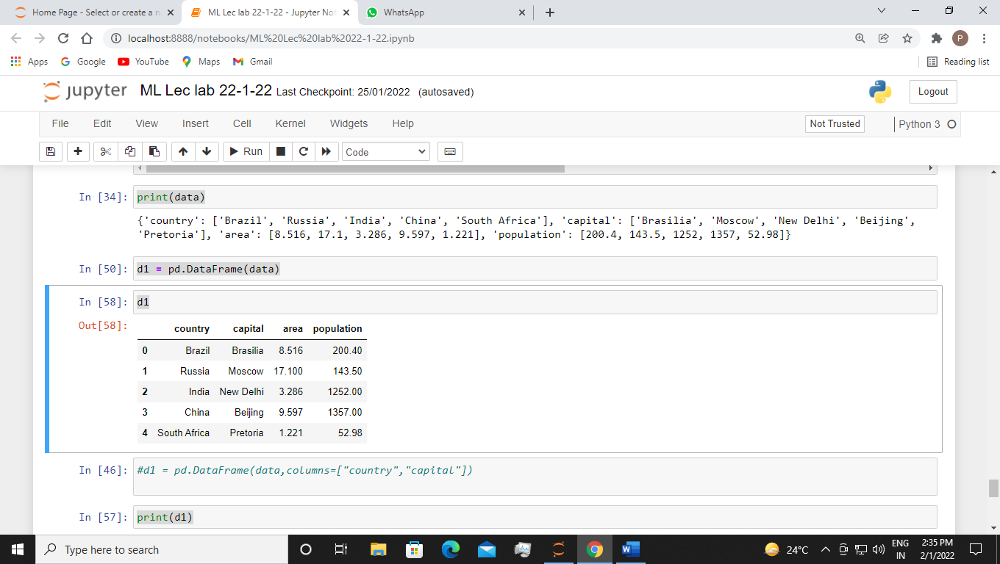 Home Page - Select or create a n
ML Lec lab 22-1-22 - Jupyter Not
WhatsApp
localhost:8888/notebooks/ML%20Lec%20lab%2022-1-22.ipynb
P
Apps Google YouTube Maps Gmail Reading list
jupyter ML Lec lab 22-1-22 Last Checkpoint: 25/01/2022 (autosaved) Logout
File Edit View Insert Cell Kernel Widgets Help Not Trusted Python 3
Run Code
In [34]: print(data)
{'country': ['Brazil', 'Russia', 'India', 'China', 'South Africa'], 'capital': ['Brasilia', 'Moscow', 'New Delhi', 'Beijing',
'Pretoria'], 'area': [8.516, 17.1, 3.286, 9.597, 1.221], 'population': [200.4, 143.5, 1252, 1357, 52.98]}
In [50]: d1 = pd.DataFrame(data)
In [58]: d1
Out[58]:
country capital area population
0 Brazil Brasilia 8.516 200.40
1 Russia Moscow 17.100 143.50
2 India New Delhi 3.286 1252.00
3 China Beijing 9.597 1357.00
4 South Africa Pretoria 1.221 52.98
In [46]: #d1 = pd.DataFrame(data,columns=["country","capital"])
In [57]: print(d1)
Type here to search
24°C
ENG
IN
2:35 PM
2/1/2022